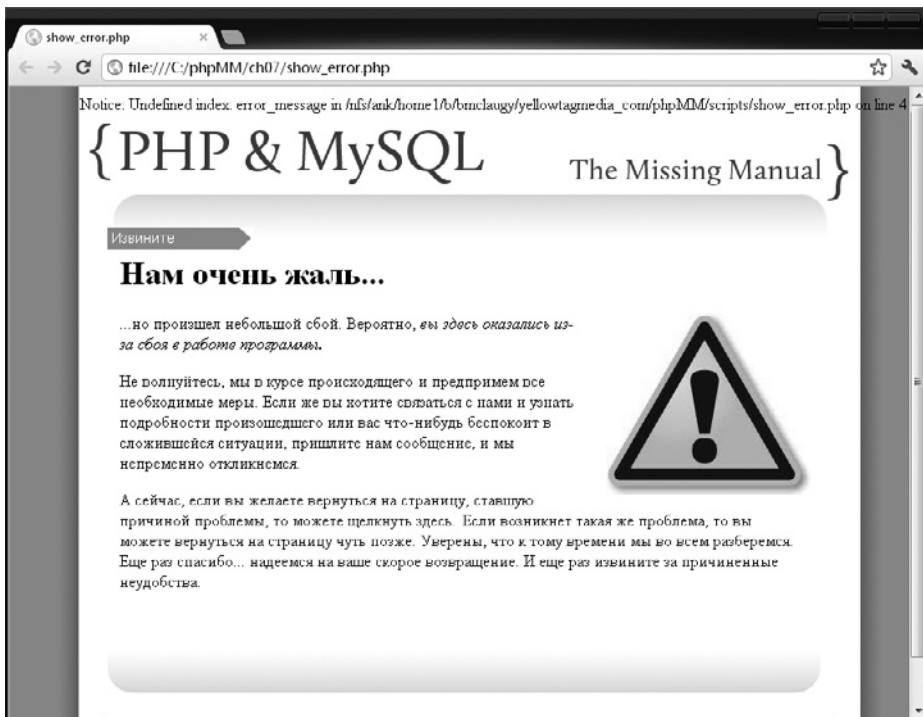 show_error.php
file:///C:/phpMM/ch07/show_error.php
Notice: Undefined index: error_message in /nfs/ank/home1/b/bmclaugy/yellowtagmedia_com/phpMM/scripts/show_error.php on line 4
{PHP & MySQL
The Missing Manual}
Извините
Нам очень жаль...
...но произшел небольшой сбой. Вероятно, вы здесь оказались из-
за сбоя в работе программы.
Не волнуйтесь, мы в курсе происходящего и предпримем все
необходимые меры. Если же вы хотите связаться с нами и узнать
подробности произошедшего или вас что-нибудь беспокоит в
сложившейся ситуации, пришлите нам сообщение, и мы
непременно откликнемся.
А сейчас, если вы желаете вернуться на страницу, ставшую
причиной проблемы, то можете щелкнуть здесь. Если возникнет такая же проблема, то вы
можете вернуться на страницу чуть позже. Уверены, что к тому времени мы во всем разберемся.
Еще раз спасибо... надеемся на ваше скорое возвращение. И еще раз извините за причиненные
неудобства.